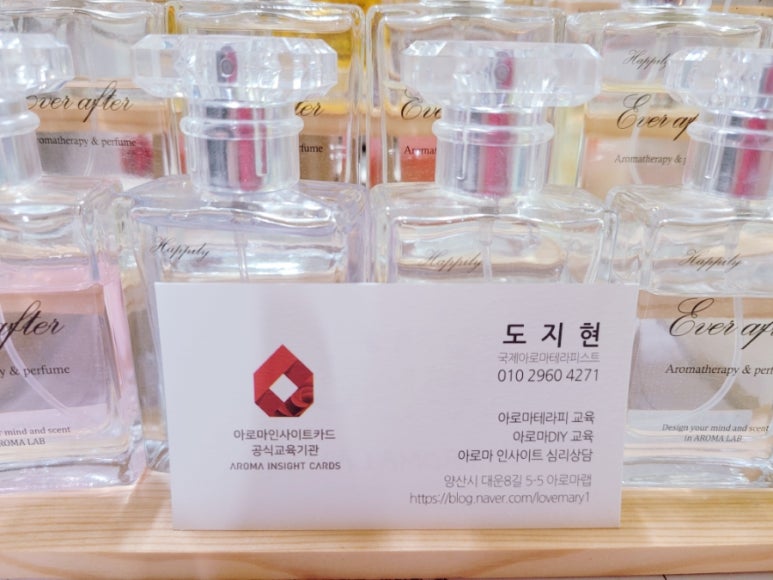 Ever after
Aromatherapy & perfume
Ever after
Happily
Ever after
Aromatherapy &
Happily
Happily
Happily
after
& perfume
mind and scent
AROMA LAB
Ever after
Aromatherapy & perfume
Design your mind and scent
in AROMA LAB
도 지 현
국제아로마테라피스트
010 2960 4271
아로마인사이트카드
공식교육기관
AROMA INSIGHT CARDS
아로마테라피 교육
아로마DIY 교육
아로마 인사이트 심리상담
양산시 대운8길 5-5 아로마랩
https://blog.naver.com/lovemary1